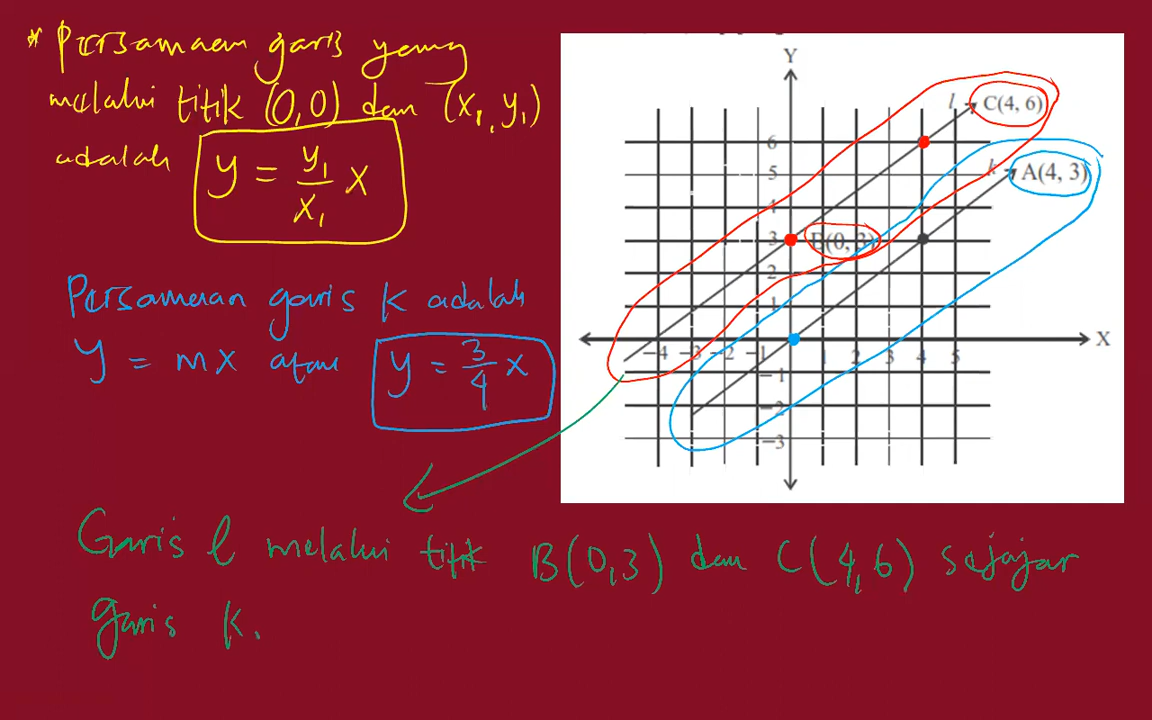 * Persamaan garis yang
melalui titik (0,0) dan (x₁, y₁)
adalah
y = y₁/x₁ x
Persamaan garis k adalah
y = mx atau y = 3/4 x
Garis l melalui titik B(0,3) dan C(4,6) sejajar
garis k.
Y
l C(4, 6)
6
5
k A(4, 3)
4
3 B(0, 3)
2
1
-4 -3 -2 -1 1 2 3 4 5 X
-1
-2
-3